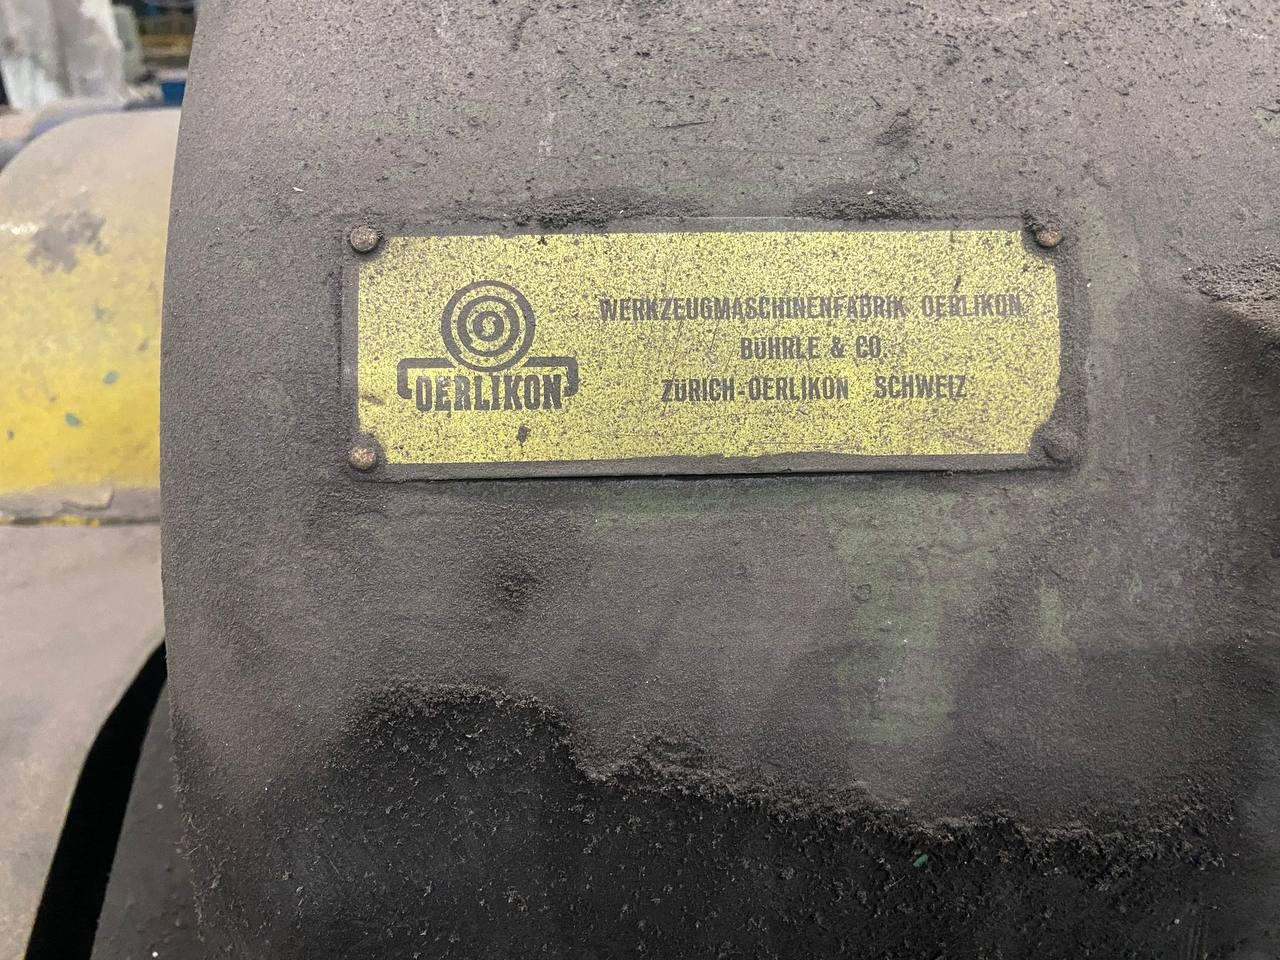 OERLIKON
WERKZEUGMASCHINENFABRIK OERLIKON
BÜHRLE & CO.
ZÜRICH-OERLIKON SCHWEIZ